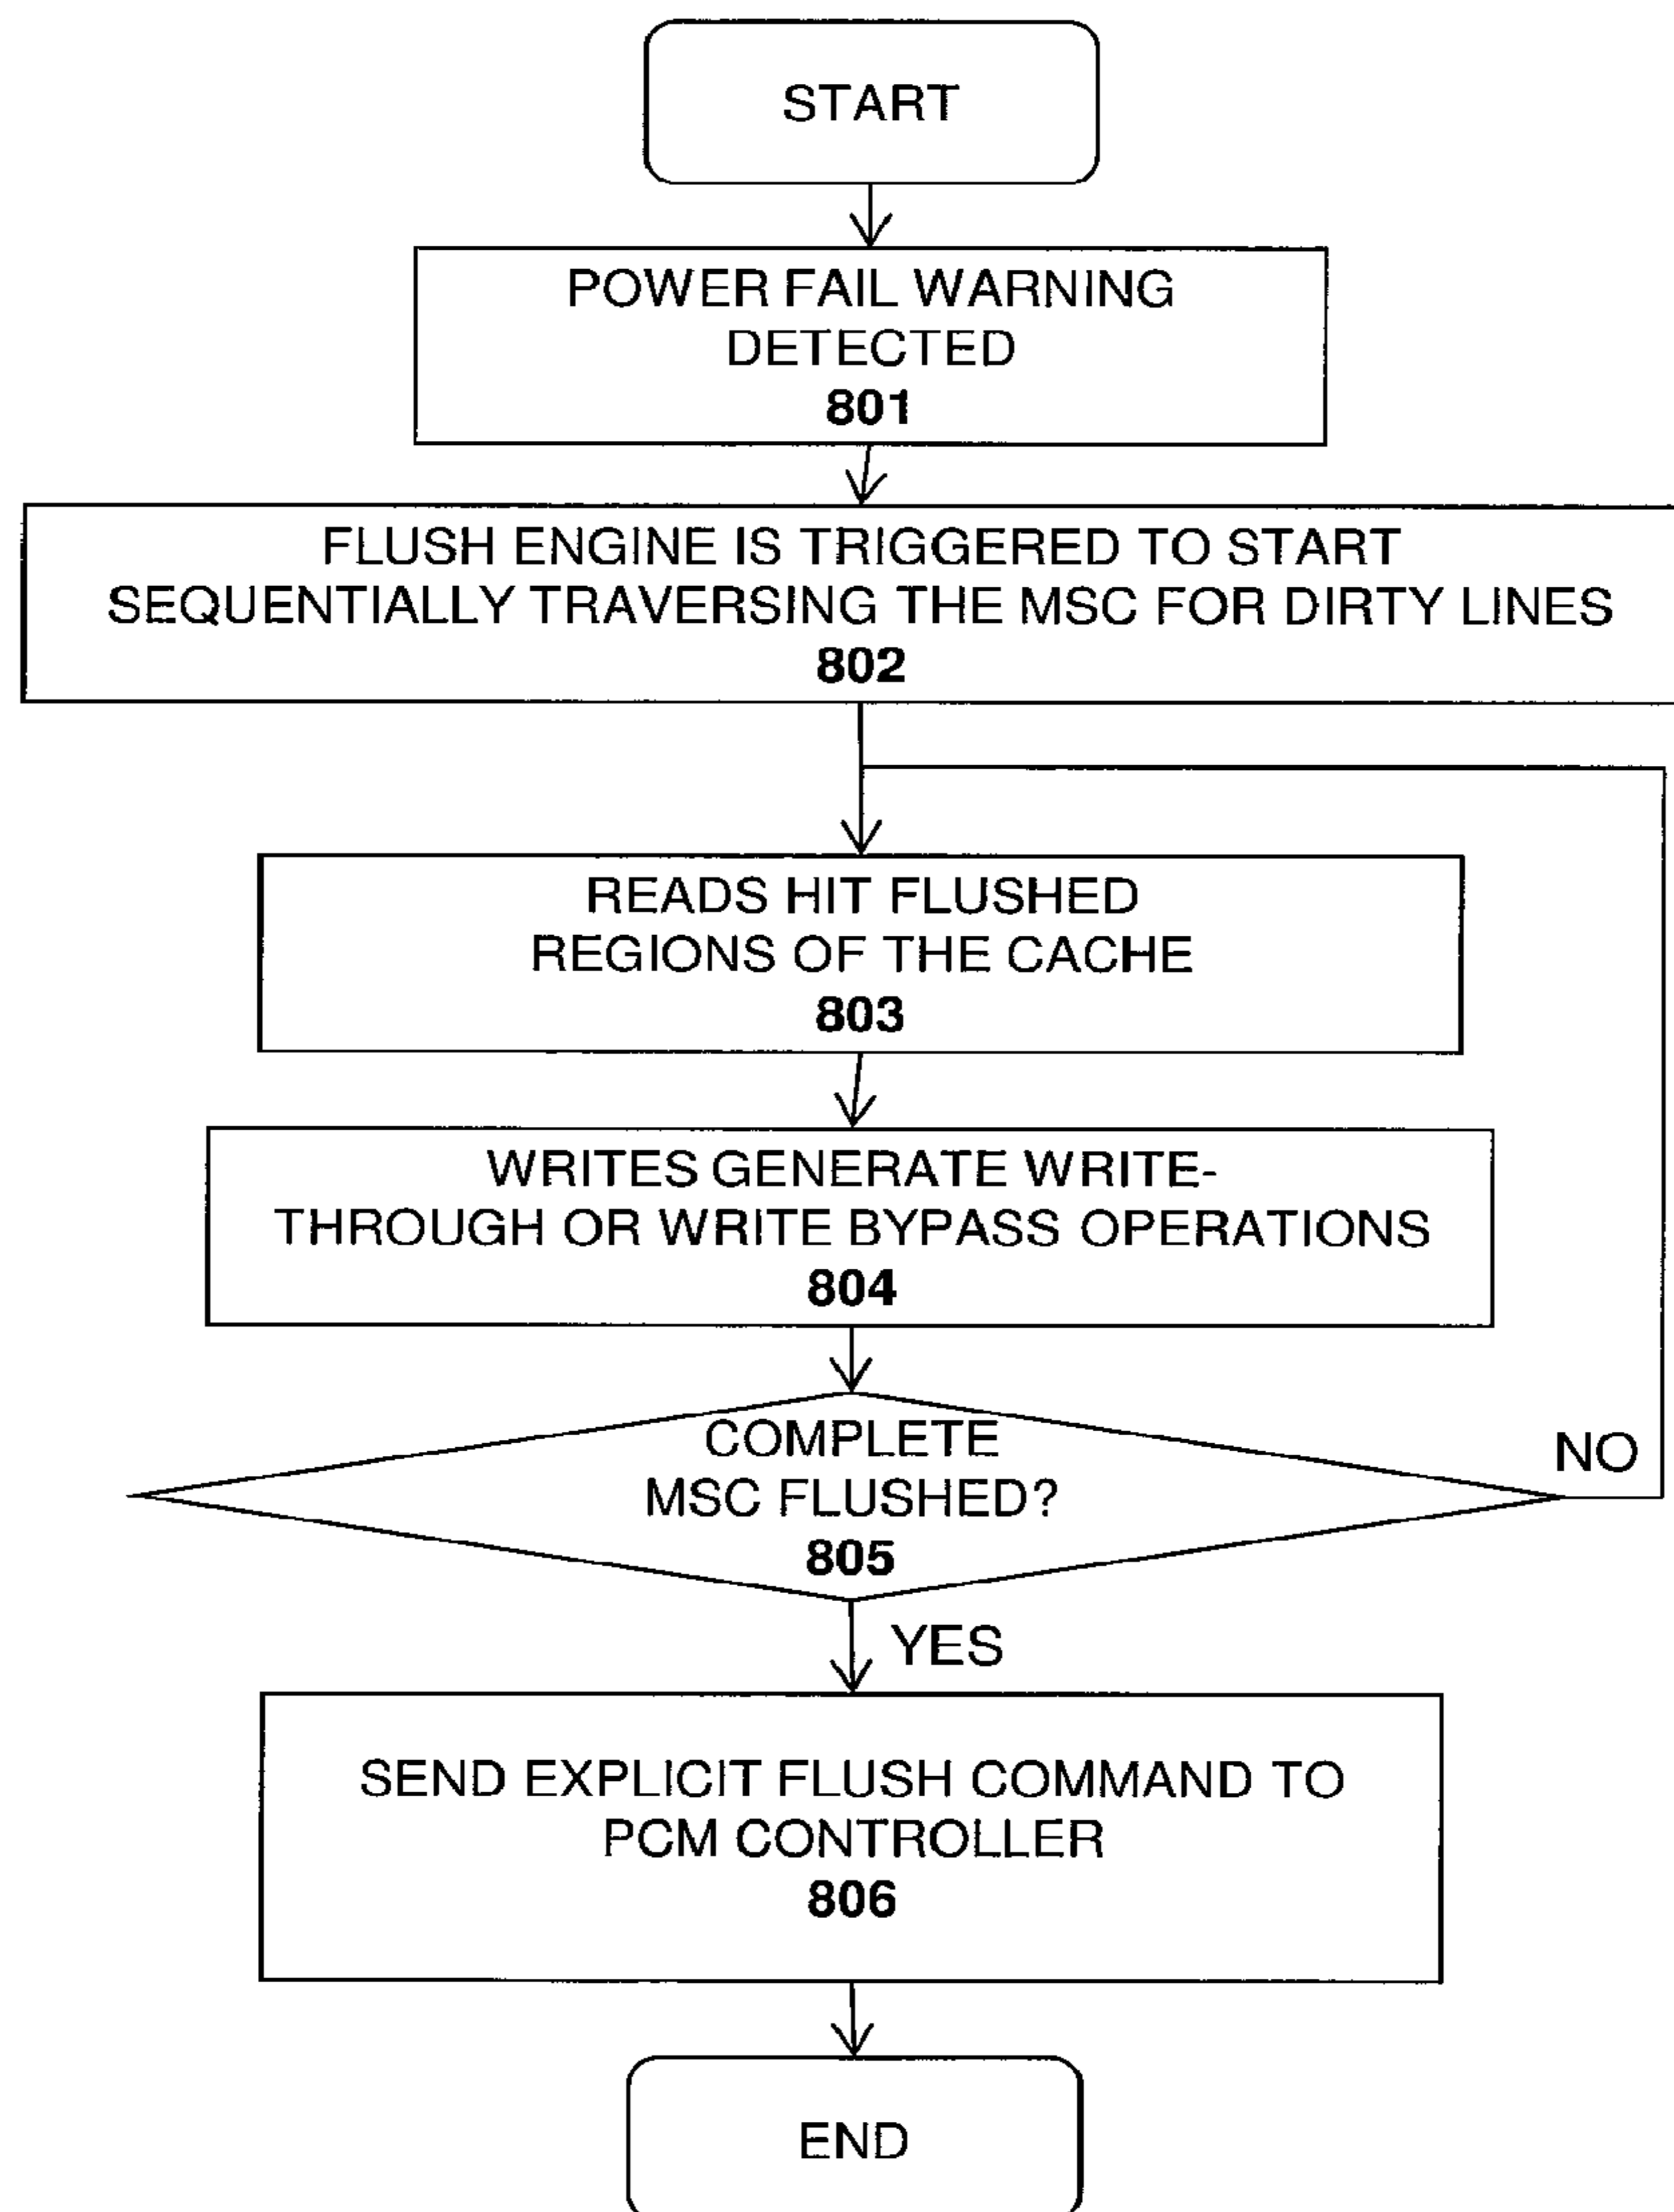 START
POWER FAIL WARNING
DETECTED
801
FLUSH ENGINE IS TRIGGERED TO START
SEQUENTIALLY TRAVERSING THE MSC FOR DIRTY LINES
802
READS HIT FLUSHED
REGIONS OF THE CACHE
803
WRITES GENERATE WRITE-
THROUGH OR WRITE BYPASS OPERATIONS
804
COMPLETE
MSC FLUSHED?
805
NO
YES
SEND EXPLICIT FLUSH COMMAND TO
PCM CONTROLLER
806
END